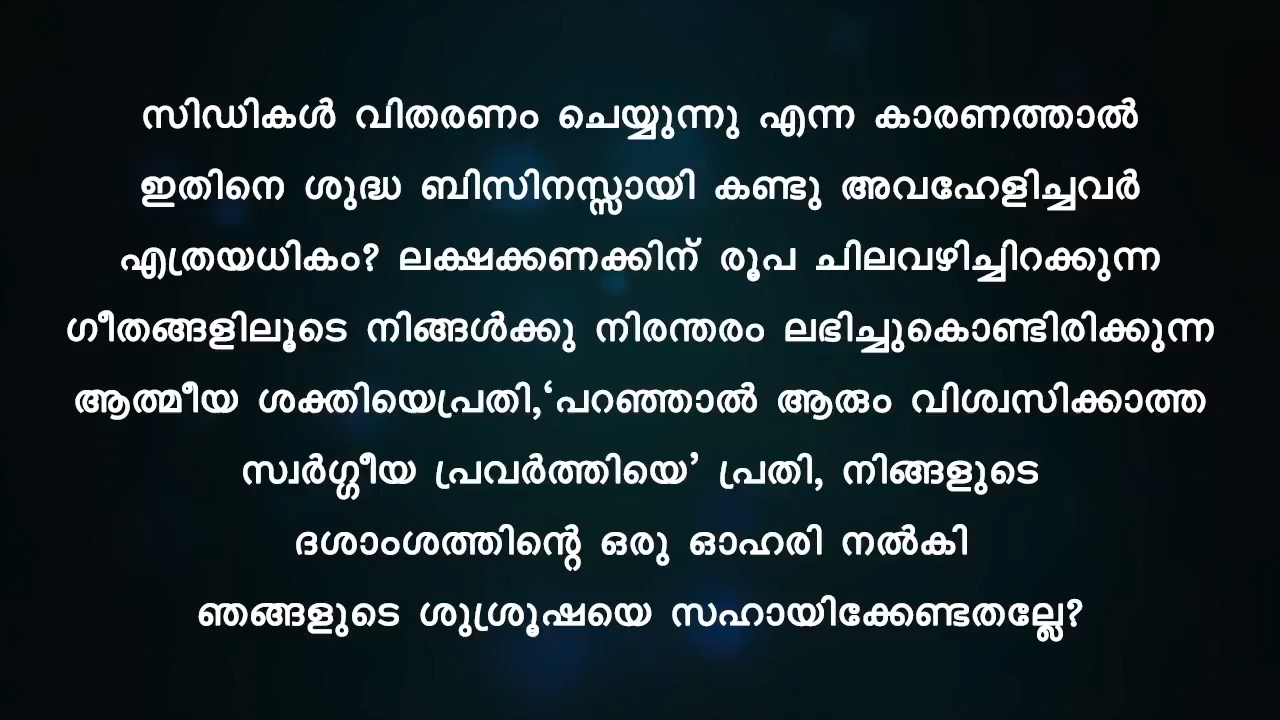 സിഡികൾ വിതരണം ചെയ്യുന്നു എന്ന കാരണത്താൽ
ഇതിനെ ശുദ്ധ ബിസിനസ്സായി കണ്ടു അവഹേളിച്ചവർ
എത്രയധികം? ലക്ഷക്കണക്കിന് രൂപ ചിലവഴിച്ചിറക്കുന്ന
ഗീതങ്ങളിലൂടെ നിങ്ങൾക്കു നിരന്തരം ലഭിച്ചുകൊണ്ടിരിക്കുന്ന
ആത്മീയ ശക്തിയെപ്രതി,‘പറഞ്ഞാൽ ആരും വിശ്വസിക്കാത്ത
സ്വർഗ്ഗീയ പ്രവർത്തിയെ’ പ്രതി, നിങ്ങളുടെ
ദശാംശത്തിന്റെ ഒരു ഓഹരി നൽകി
ഞങ്ങളുടെ ശുശ്രൂഷയെ സഹായിക്കേണ്ടതല്ലേ?